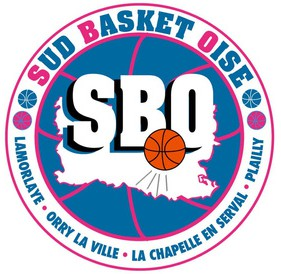 SUD BASKET OISE
SBO
LAMORLAYE • ORRY LA VILLE • LA CHAPELLE EN SERVAL • PLAILLY